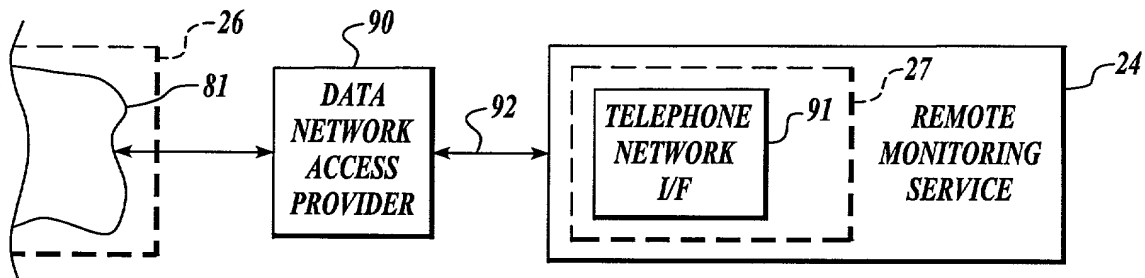 26
81
90
DATA
NETWORK
ACCESS
PROVIDER
92
TELEPHONE
NETWORK
I/F
91
27
REMOTE
MONITORING
SERVICE
24